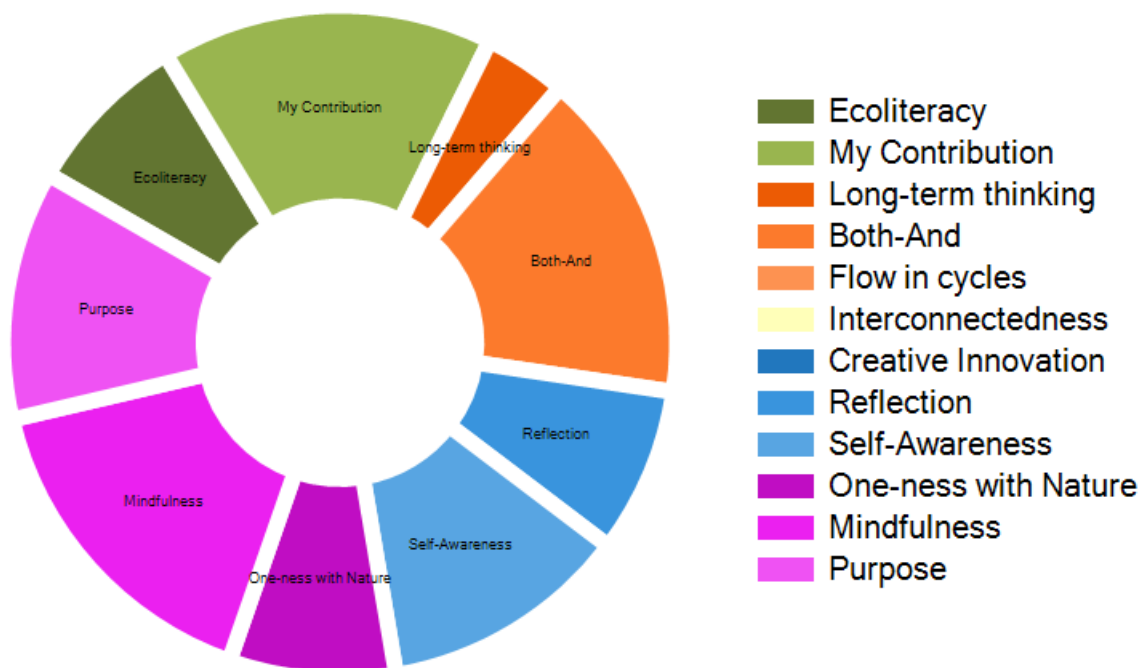 My Contribution
Long-term thinking
Ecoliteracy
Both-And
Purpose
Reflection
Mindfulness
Self-Awareness
One-ness with Nature
Ecoliteracy
My Contribution
Long-term thinking
Both-And
Flow in cycles
Interconnectedness
Creative Innovation
Reflection
Self-Awareness
One-ness with Nature
Mindfulness
Purpose